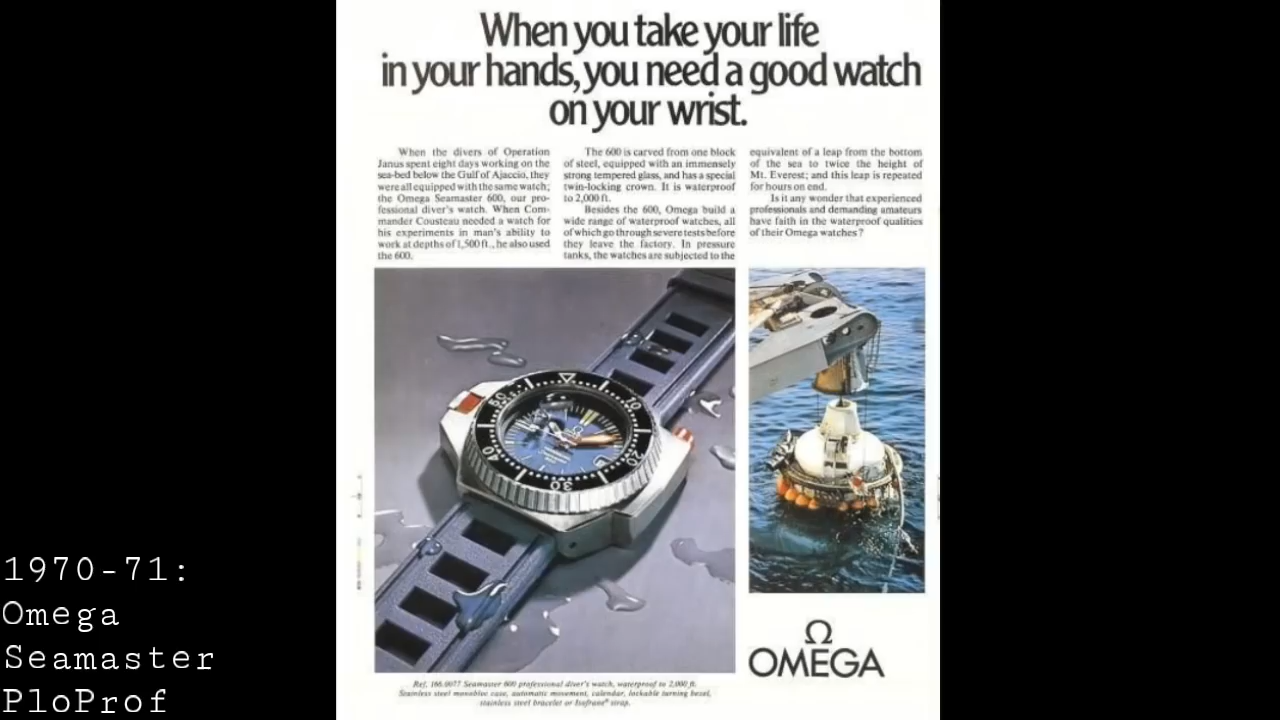 When you take your life
in your hands, you need a good watch
on your wrist.
When the divers of Operation
Janus spent eight days working on the
sea-bed below the Gulf of Ajaccio, they
were all equipped with the same watch;
the Omega Seamaster 600, our pro-
fessional diver's watch. When Com-
mander Cousteau needed a watch for
his experiments in man's ability to
work at depths of 1,500 ft., he also used
the 600.
The 600 is carved from one block
of steel, equipped with an immensely
strong tempered glass, and has a special
twin-locking crown. It is waterproof
to 2,000 ft.
Besides the 600, Omega build a
wide range of waterproof watches, all
of which go through severe tests before
they leave the factory. In pressure
tanks, the watches are subjected to the
equivalent of a leap from the bottom
of the sea to twice the height of
Mt. Everest; and this leap is repeated
for hours on end.
Is it any wonder that experienced
professionals and demanding amateurs
have faith in the waterproof qualities
of their Omega watches?
50
10
40
20
30
Ω
OMEGA
Ref. 166.0077 Seamaster 600 professional diver's watch, waterproof to 2,000 ft.
Stainless steel monobloc case, automatic movement, calendar, lockable turning bezel,
stainless steel bracelet or Isofrane® strap.
1970-71:
Omega
Seamaster
PloProf